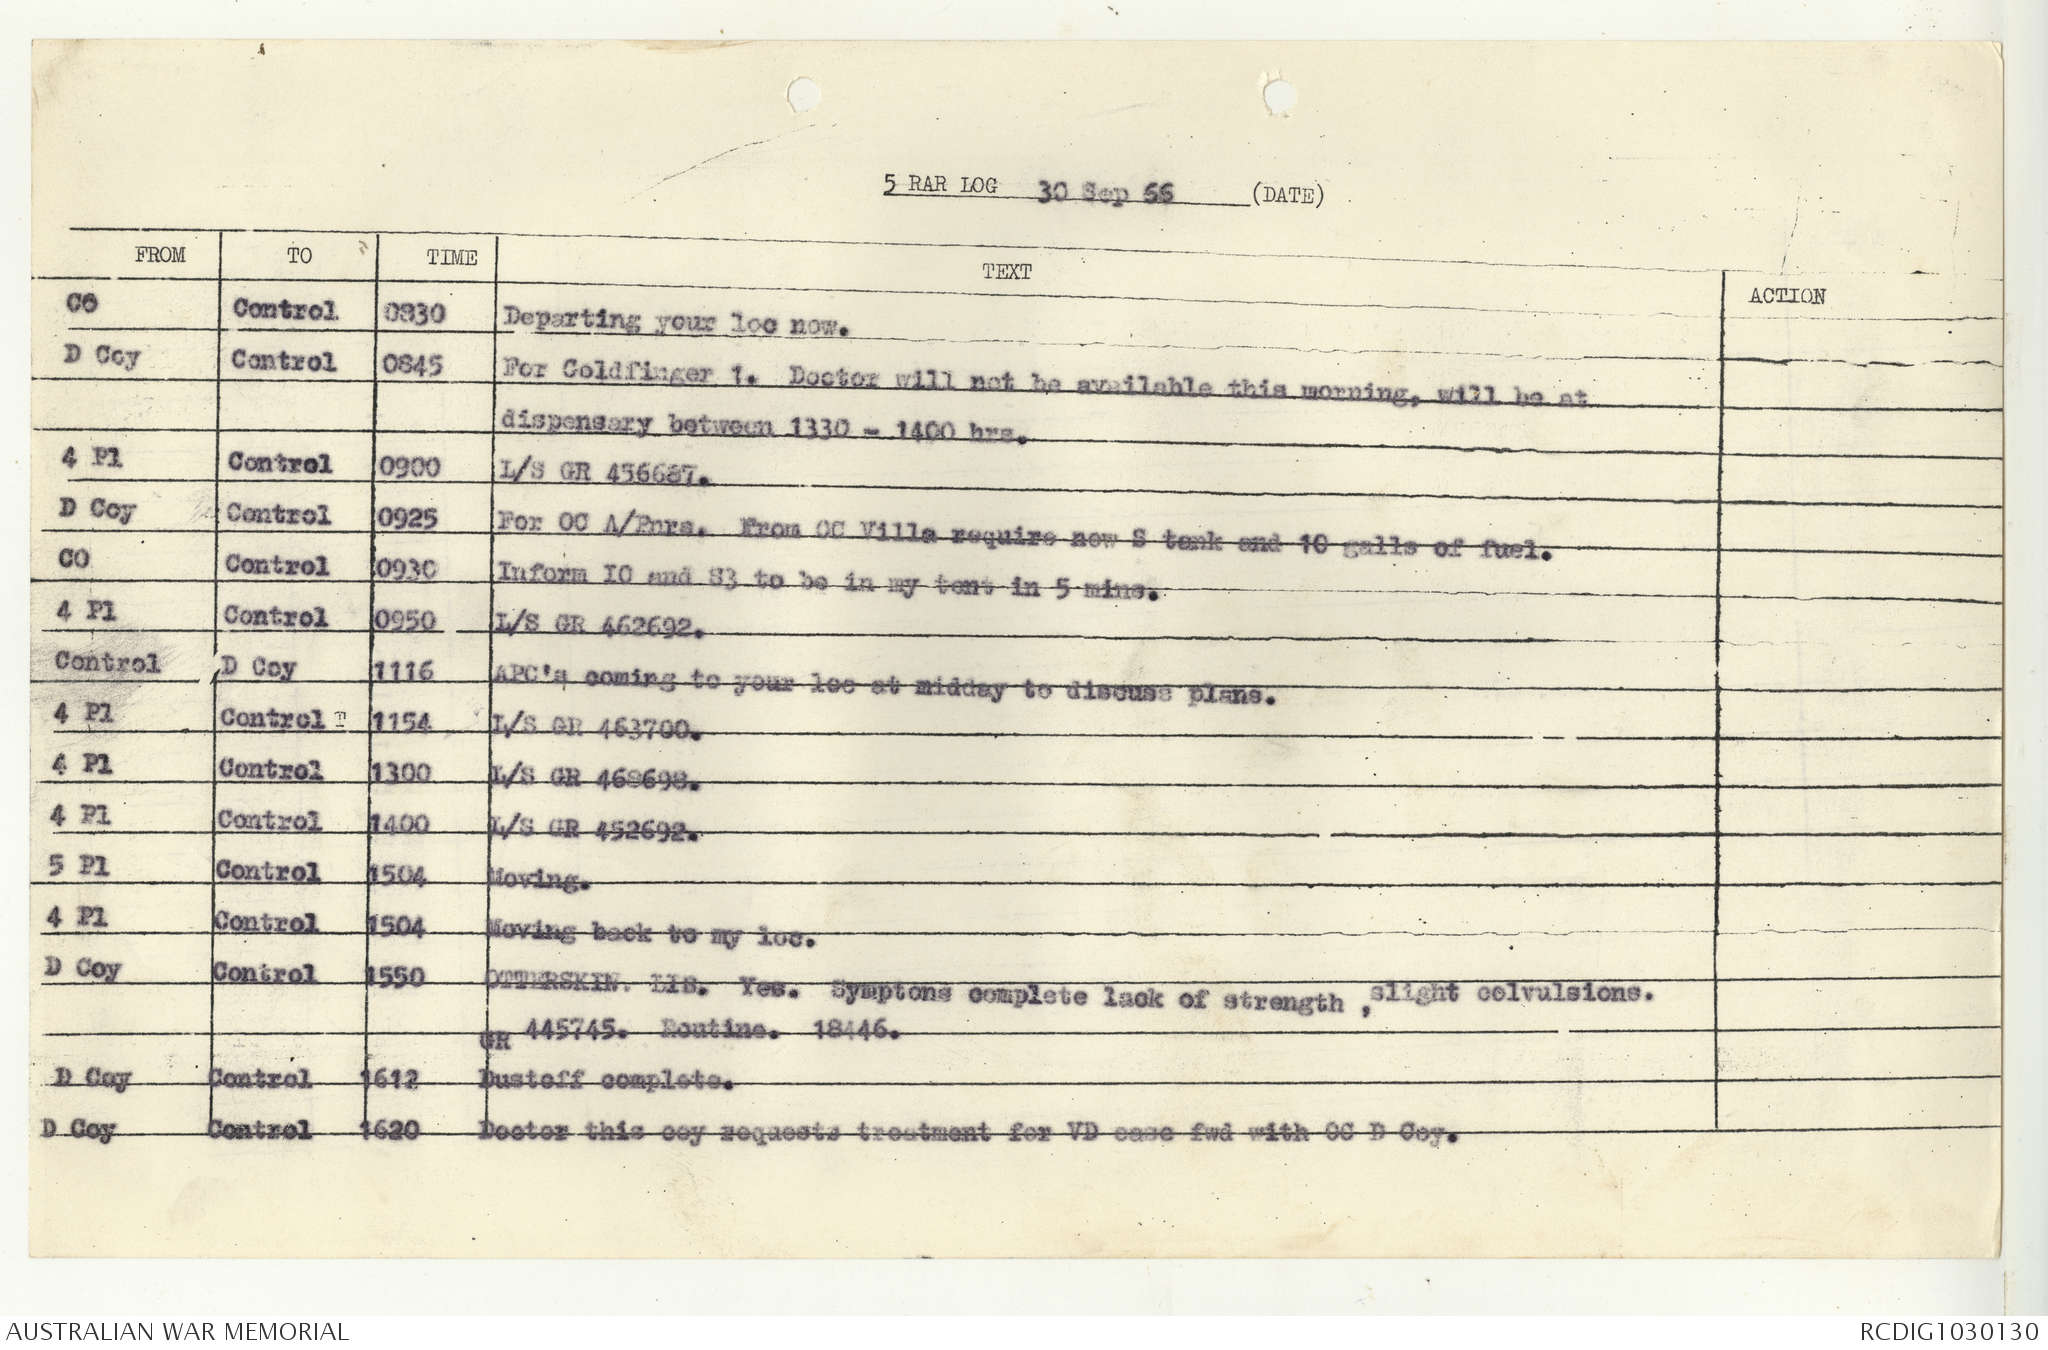 5 RAR LOG 30 Sep 66 (DATE)
FROM TO TIME TEXT ACTION
CO Control 0830 Departing your loc now.
D Coy Control 0845 For Goldfinger 1. Doctor will not be available this morning, will be at
dispensary between 1330 - 1400 hrs.
4 Pl Control 0900 L/S GR 456687.
D Coy Control 0925 For OC A/Enrs. From OC Villa require now S tank and 10 galls of fuel.
CO Control 0930 Inform IO and S3 to be in my tent in 5 mins.
4 Pl Control 0950 L/S GR 462692.
Control D Coy 1116 APC's coming to your loc at midday to discuss plans.
4 Pl Control T 1154 L/S GR 463700.
4 Pl Control 1300 L/S GR 468698.
4 Pl Control 1400 L/S GR 452692.
5 Pl Control 1504 Moving.
4 Pl Control 1504 Moving back to my loc.
D Coy Control 1550 OTTERSKIN. LIS. Yes. Symptons complete lack of strength , slight colvulsions.
GR 445745. Routine. 18446.
D Coy Control 1612 Dustoff complete.
D Coy Control 1620 Doctor this coy requests treatment for VD case fwd with OC D Coy.
AUSTRALIAN WAR MEMORIAL
RCDIG1030130